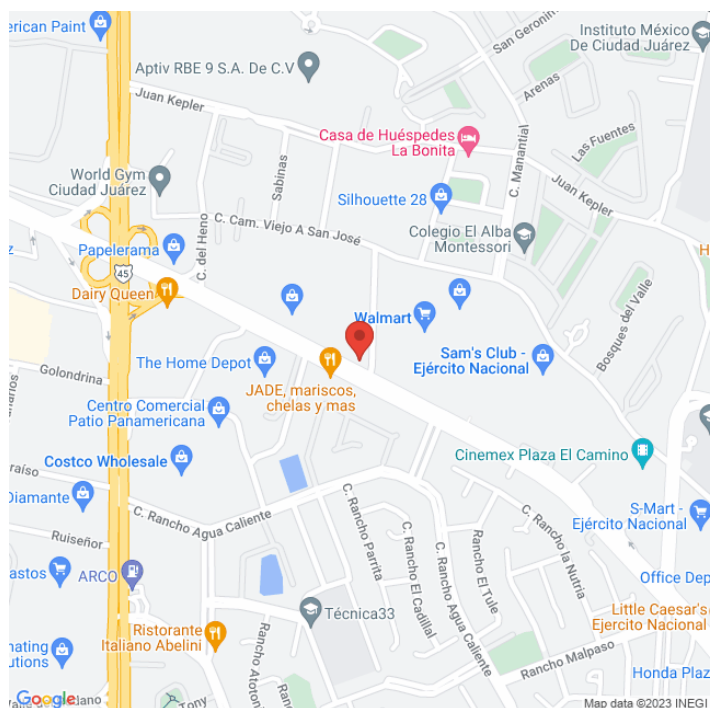 erican Paint
Instituto México
De Ciudad Juárez
San Geronimo
Aptiv RBE 9 S.A. De C.V
Arenas
Juan Kepler
Casa de Huéspedes
La Bonita
Las Fuentes
World Gym
Ciudad Juárez
Sabinas
C. Manantial
Juan Kepler
Silhouette 28
C. Cam. Viejo A San José
Colegio El Alba
Montessori
Papelerama
C. del Heno
45
Dairy Queen
Bosques del Valle
Walmart
Sam's Club -
Ejército Nacional
The Home Depot
Golondrina
JADE, mariscos,
chelas y mas
Centro Comercial
Patio Panamericana
Costco Wholesale
Cinemex Plaza El Camino
araíso
Diamante
C. Rancho Agua Caliente
S-Mart -
Ejército Nacional
Ruiseñor
C. Rancho Parrita
C. Rancho El Cadillal
C. Rancho Agua Caliente
Rancho El Tule
C. Rancho la Nutria
astos
ARCO
Office Dep
Técnica33
Little Caesar's
Ejército Nacional
Ristorante
Italiano Abelini
nating
utions
Rancho Atotoni
Rancho Malpaso
Honda Plaz
Tony
Google
Map data ©2023 INEGI